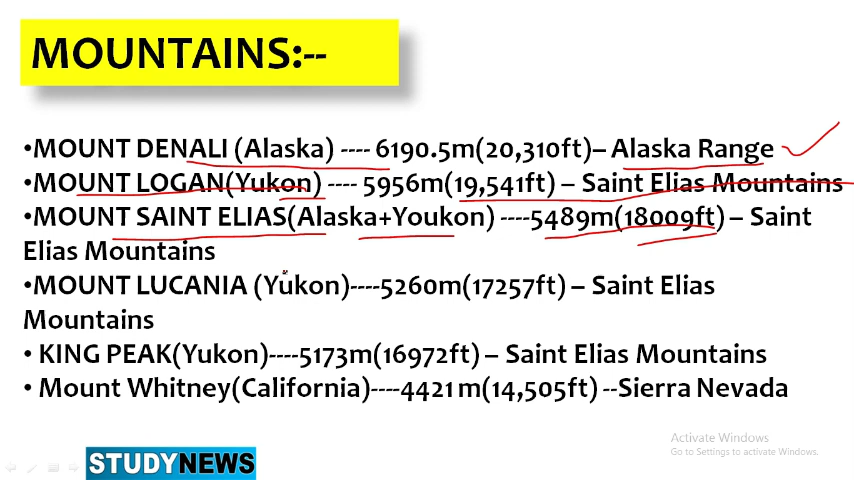 MOUNTAINS:--
•MOUNT DENALI (Alaska) ---- 6190.5m(20,310ft)– Alaska Range
•MOUNT LOGAN(Yukon) ---- 5956m(19,541ft) – Saint Elias Mountains
•MOUNT SAINT ELIAS(Alaska+Youkon) ----5489m(18009ft) – Saint
Elias Mountains
•MOUNT LUCANIA (Yukon)----5260m(17257ft) – Saint Elias
Mountains
• KING PEAK(Yukon)----5173m(16972ft) – Saint Elias Mountains
• Mount Whitney(California)----4421m(14,505ft) --Sierra Nevada
Activate Windows
Go to Settings to activate Windows.
STUDYNEWS